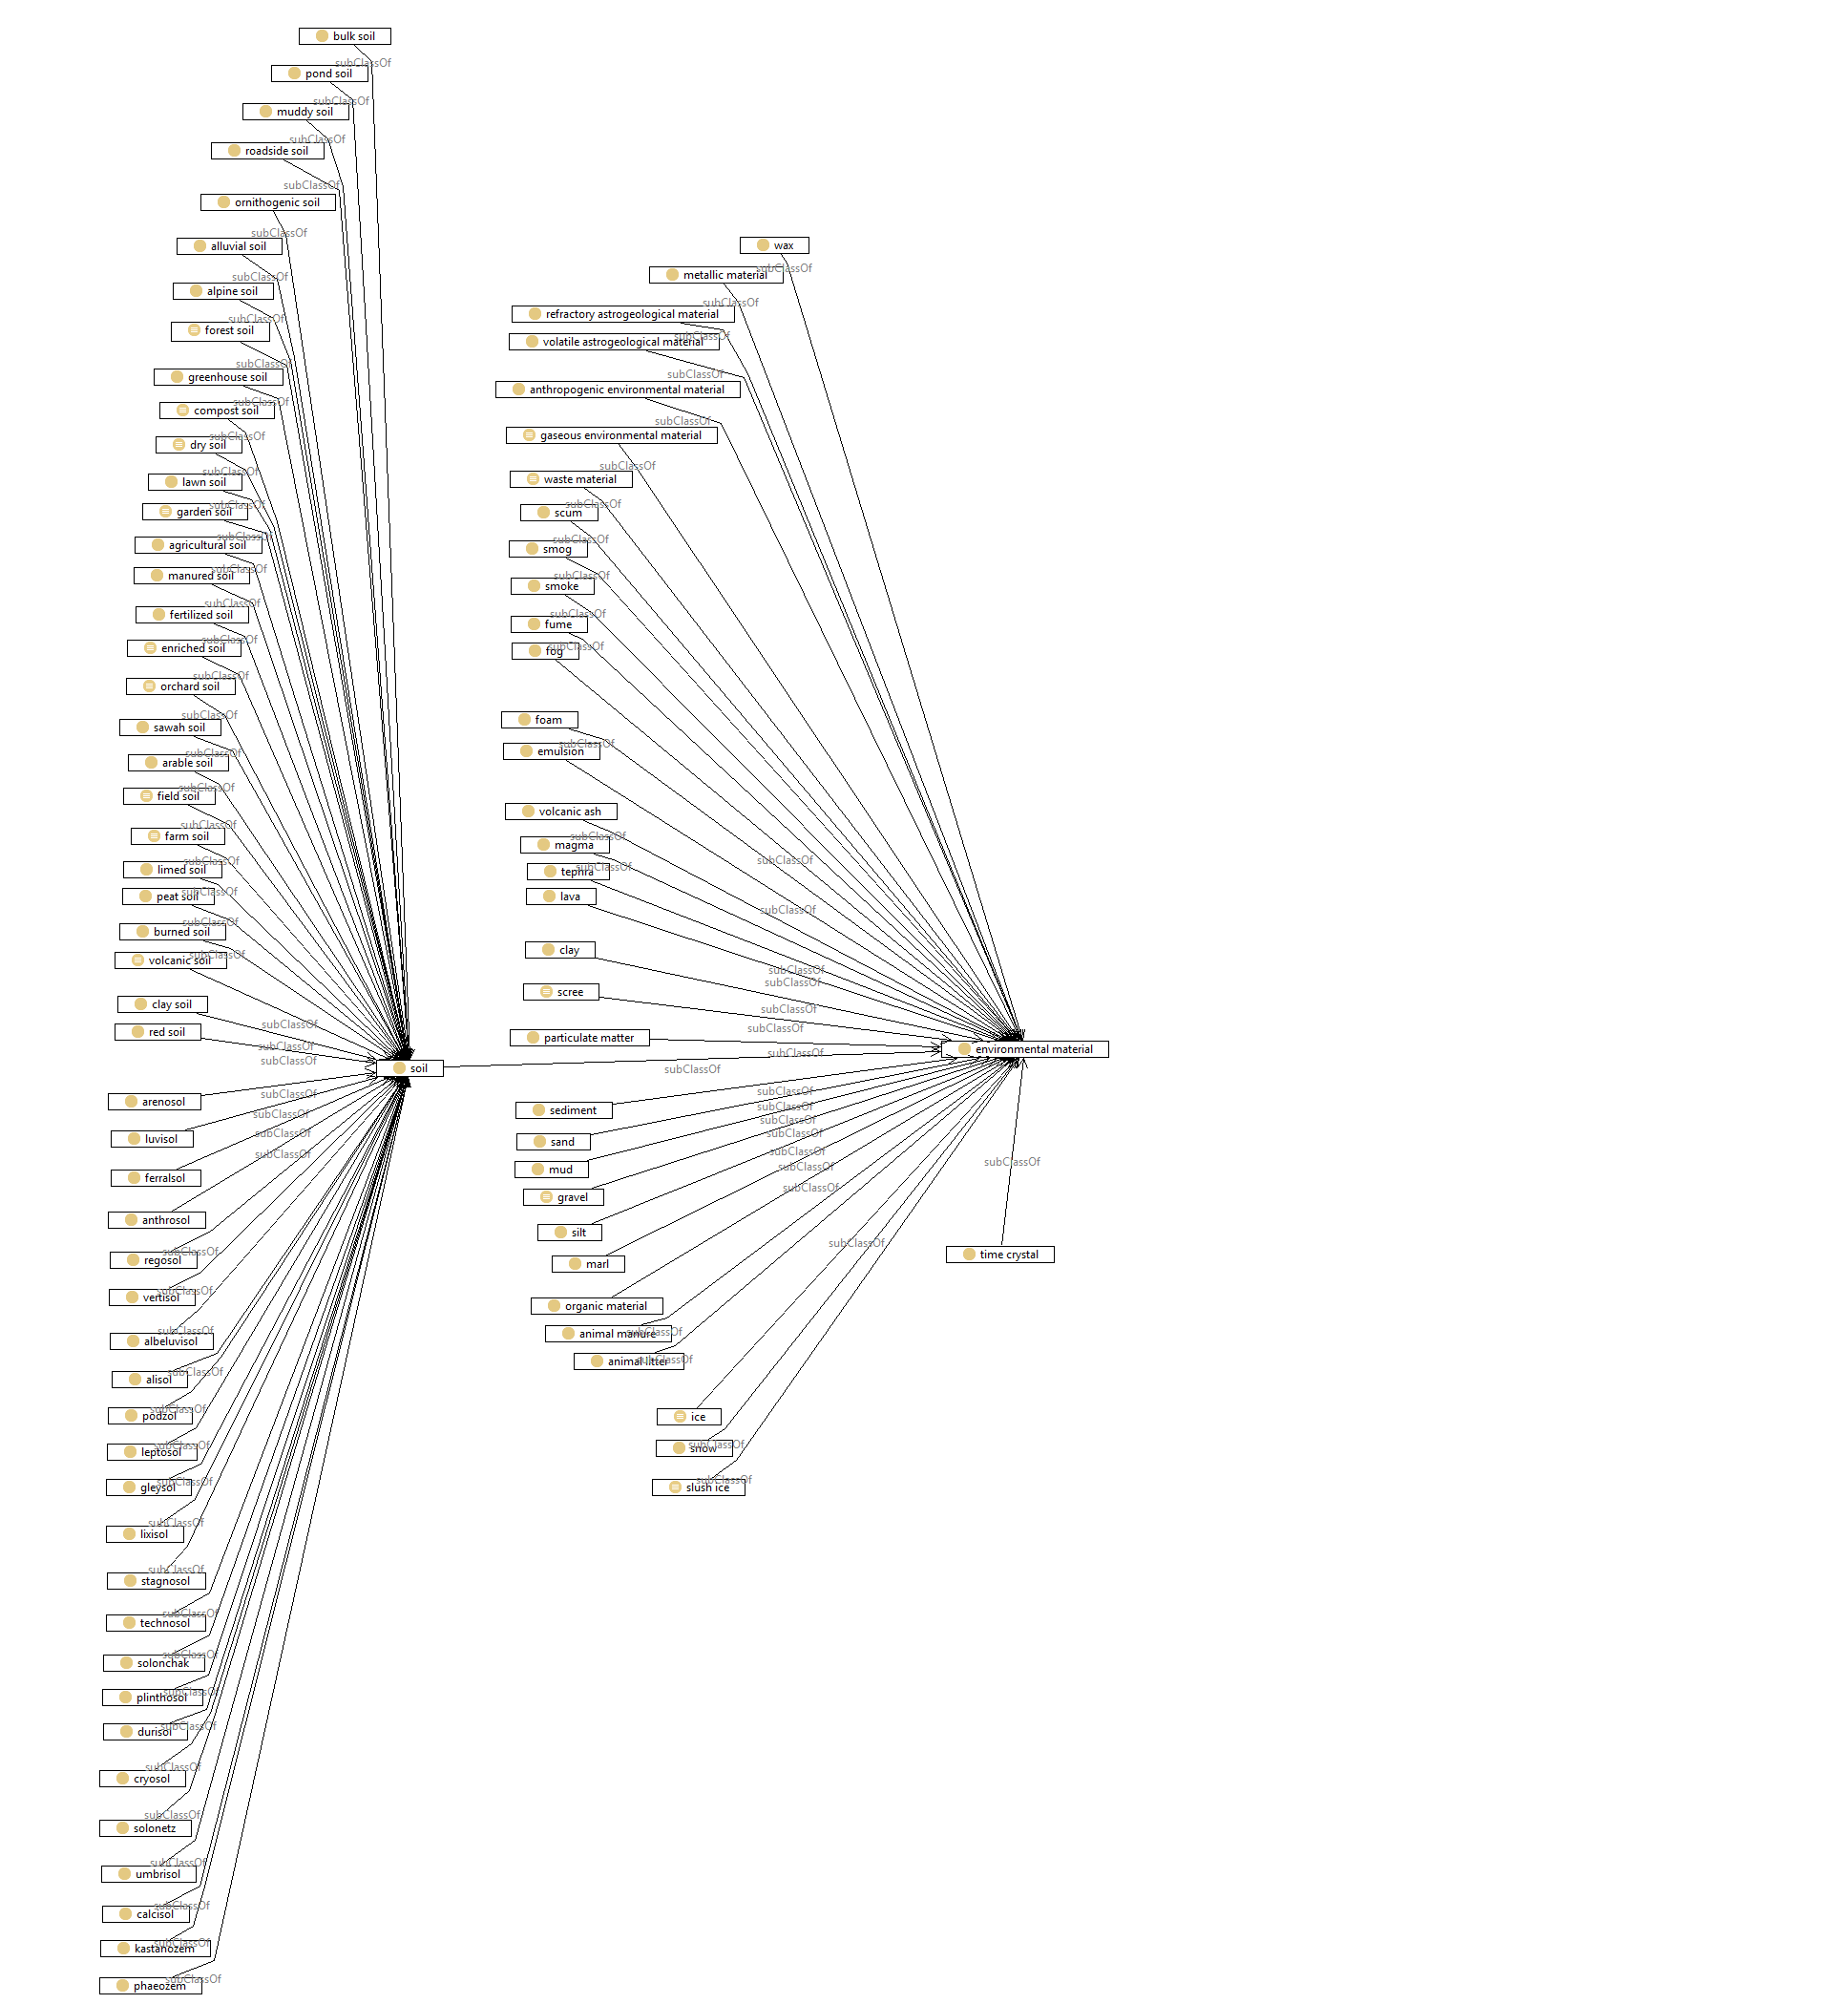 bulk soil
subClassOf
pond soil
subClassOf
muddy soil
subClassOf
roadside soil
subClassOf
ornithogenic soil
subClassOf
alluvial soil
subClassOf
alpine soil
subClassOf
forest soil
subClassOf
greenhouse soil
subClassOf
compost soil
subClassOf
dry soil
subClassOf
lawn soil
subClassOf
garden soil
subClassOf
agricultural soil
subClassOf
manured soil
subClassOf
fertilized soil
subClassOf
enriched soil
subClassOf
orchard soil
subClassOf
sawah soil
subClassOf
arable soil
subClassOf
field soil
subClassOf
farm soil
subClassOf
limed soil
subClassOf
peat soil
subClassOf
burned soil
subClassOf
volcanic soil
clay soil
subClassOf
red soil
subClassOf
subClassOf
soil
subClassOf
arenosol
subClassOf
luvisol
subClassOf
subClassOf
ferralsol
anthrosol
subClassOf
regosol
subClassOf
vertisol
subClassOf
albeluvisol
subClassOf
alisol
subClassOf
podzol
subClassOf
leptosol
subClassOf
gleysol
subClassOf
lixisol
subClassOf
stagnosol
subClassOf
technosol
subClassOf
solonchak
subClassOf
plinthosol
subClassOf
durisol
subClassOf
cryosol
subClassOf
solonetz
subClassOf
umbrisol
subClassOf
calcisol
subClassOf
kastanozem
subClassOf
phaeozem
wax
subClassOf
metallic material
subClassOf
refractory astrogeological material
subClassOf
volatile astrogeological material
subClassOf
anthropogenic environmental material
subClassOf
gaseous environmental material
subClassOf
waste material
subClassOf
scum
subClassOf
smog
subClassOf
smoke
subClassOf
fume
subClassOf
fog
foam
subClassOf
emulsion
volcanic ash
subClassOf
magma
subClassOf
subClassOf
tephra
lava
subClassOf
clay
subClassOf
subClassOf
scree
subClassOf
subClassOf
particulate matter
environmental material
subClassOf
subClassOf
subClassOf
sediment
subClassOf
subClassOf
subClassOf
sand
subClassOf
subClassOf
mud
subClassOf
gravel
silt
subClassOf
marl
subClassOf
time crystal
organic material
subClassOf
animal manure
subClassOf
animal litter
ice
subClassOf
snow
subClassOf
slush ice